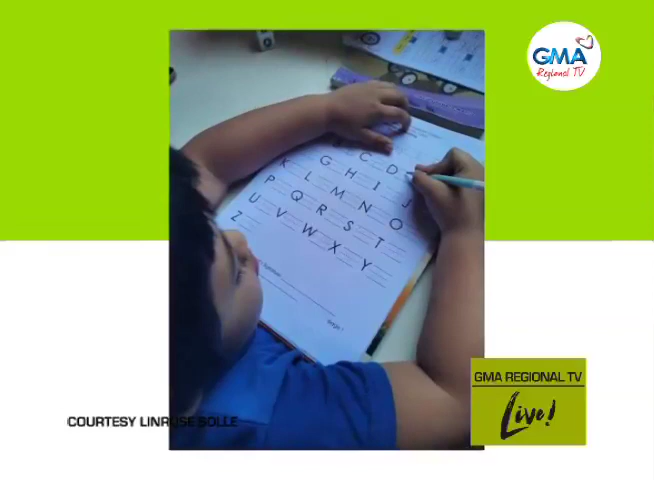 GMA
Regional TV
C D
G H I J
K L M N O
P Q R S T
U V W X Y
Z
GMA REGIONAL TV
Live!
COURTESY LINROSE SOLLE